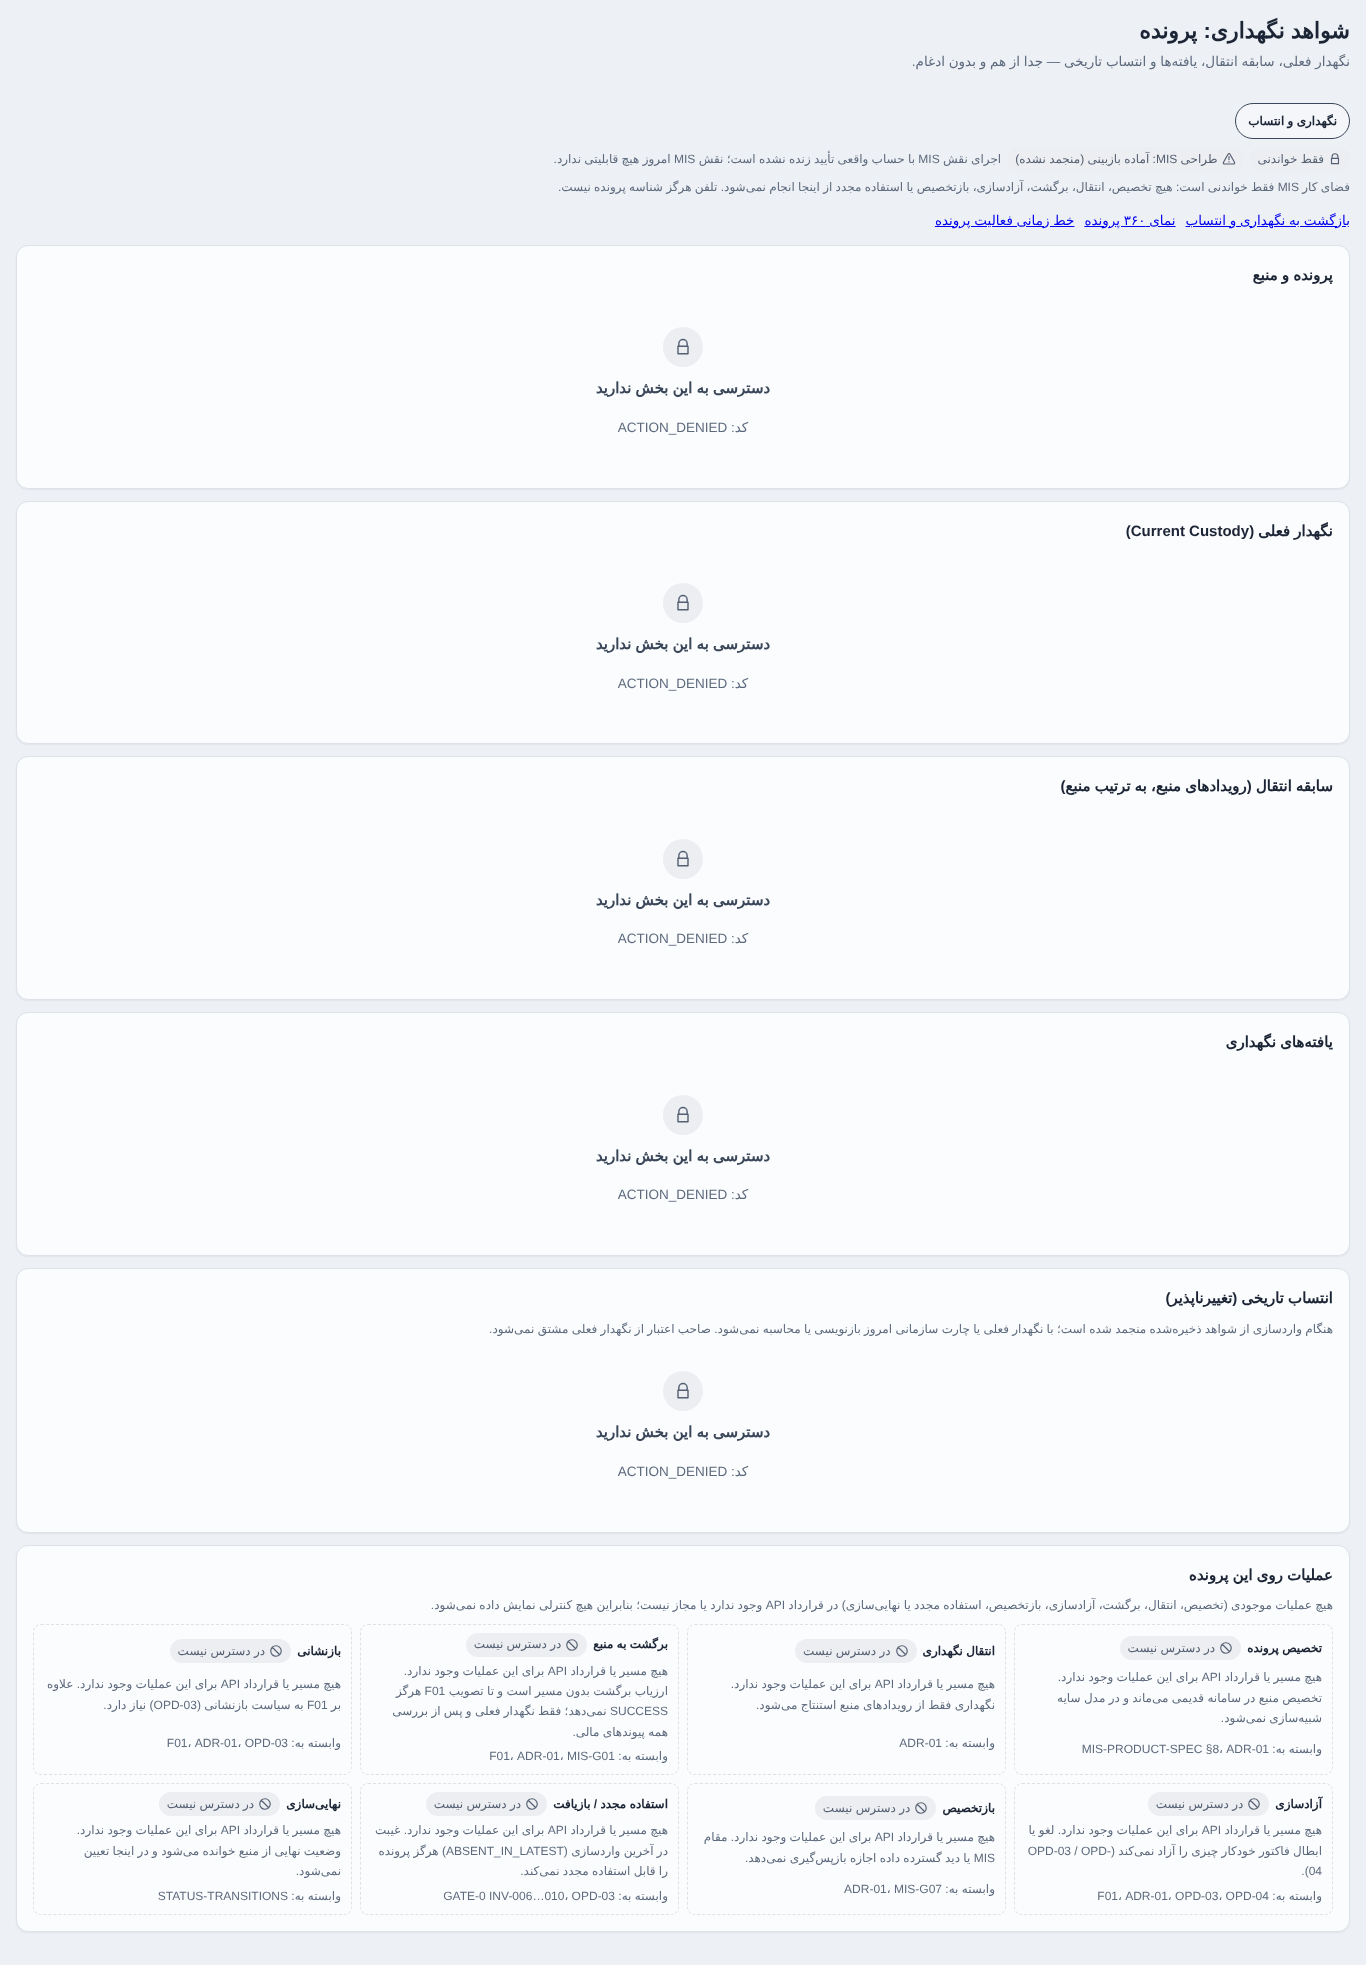 شواهد نگهداری: پرونده
نگهدار فعلی، سابقه انتقال، یافته‌ها و انتساب تاریخی — جدا از هم و بدون ادغام.
نگهداری و انتساب
فقط خواندنی
طراحی MIS: آماده بازبینی (منجمد نشده)
اجرای نقش MIS با حساب واقعی تأیید زنده نشده است؛ نقش MIS امروز هیچ قابلیتی ندارد.
فضای کار MIS فقط خواندنی است: هیچ تخصیص، انتقال، برگشت، آزادسازی، بازتخصیص یا استفاده مجدد از اینجا انجام نمی‌شود. تلفن هرگز شناسه پرونده نیست.
بازگشت به نگهداری و انتساب
نمای ۳۶۰ پرونده
خط زمانی فعالیت پرونده
پرونده و منبع
دسترسی به این بخش ندارید
کد: ACTION_DENIED
نگهدار فعلی (Current Custody)
دسترسی به این بخش ندارید
کد: ACTION_DENIED
سابقه انتقال (رویدادهای منبع، به ترتیب منبع)
دسترسی به این بخش ندارید
کد: ACTION_DENIED
یافته‌های نگهداری
دسترسی به این بخش ندارید
کد: ACTION_DENIED
انتساب تاریخی (تغییرناپذیر)
هنگام واردسازی از شواهد ذخیره‌شده منجمد شده است؛ با نگهدار فعلی یا چارت سازمانی امروز بازنویسی یا محاسبه نمی‌شود. صاحب اعتبار از نگهدار فعلی مشتق نمی‌شود.
دسترسی به این بخش ندارید
کد: ACTION_DENIED
عملیات روی این پرونده
هیچ عملیات موجودی (تخصیص، انتقال، برگشت، آزادسازی، بازتخصیص، استفاده مجدد یا نهایی‌سازی) در قرارداد API وجود ندارد یا مجاز نیست؛ بنابراین هیچ کنترلی نمایش داده نمی‌شود.
تخصیص پرونده
در دسترس نیست
هیچ مسیر یا قرارداد API برای این عملیات وجود ندارد.
تخصیص منبع در سامانه قدیمی می‌ماند و در مدل سایه
شبیه‌سازی نمی‌شود.
وابسته به: MIS-PRODUCT-SPEC §8، ADR-01
انتقال نگهداری
در دسترس نیست
هیچ مسیر یا قرارداد API برای این عملیات وجود ندارد.
نگهداری فقط از رویدادهای منبع استنتاج می‌شود.
وابسته به: ADR-01
برگشت به منبع
در دسترس نیست
هیچ مسیر یا قرارداد API برای این عملیات وجود ندارد.
ارزیاب برگشت بدون مسیر است و تا تصویب F01 هرگز
SUCCESS نمی‌دهد؛ فقط نگهدار فعلی و پس از بررسی
همه پیوندهای مالی.
وابسته به: F01، ADR-01، MIS-G01
بازنشانی
در دسترس نیست
هیچ مسیر یا قرارداد API برای این عملیات وجود ندارد. علاوه
بر F01 به سیاست بازنشانی (OPD-03) نیاز دارد.
وابسته به: F01، ADR-01، OPD-03
آزادسازی
در دسترس نیست
هیچ مسیر یا قرارداد API برای این عملیات وجود ندارد. لغو یا
ابطال فاکتور خودکار چیزی را آزاد نمی‌کند (OPD-03 / OPD-
04).
وابسته به: F01، ADR-01، OPD-03، OPD-04
بازتخصیص
در دسترس نیست
هیچ مسیر یا قرارداد API برای این عملیات وجود ندارد. مقام
MIS یا دید گسترده داده اجازه بازپس‌گیری نمی‌دهد.
وابسته به: ADR-01، MIS-G07
استفاده مجدد / بازیافت
در دسترس نیست
هیچ مسیر یا قرارداد API برای این عملیات وجود ندارد. غیبت
در آخرین واردسازی (ABSENT_IN_LATEST) هرگز پرونده
را قابل استفاده مجدد نمی‌کند.
وابسته به: GATE-0 INV-006…010، OPD-03
نهایی‌سازی
در دسترس نیست
هیچ مسیر یا قرارداد API برای این عملیات وجود ندارد.
وضعیت نهایی از منبع خوانده می‌شود و در اینجا تعیین
نمی‌شود.
وابسته به: STATUS-TRANSITIONS